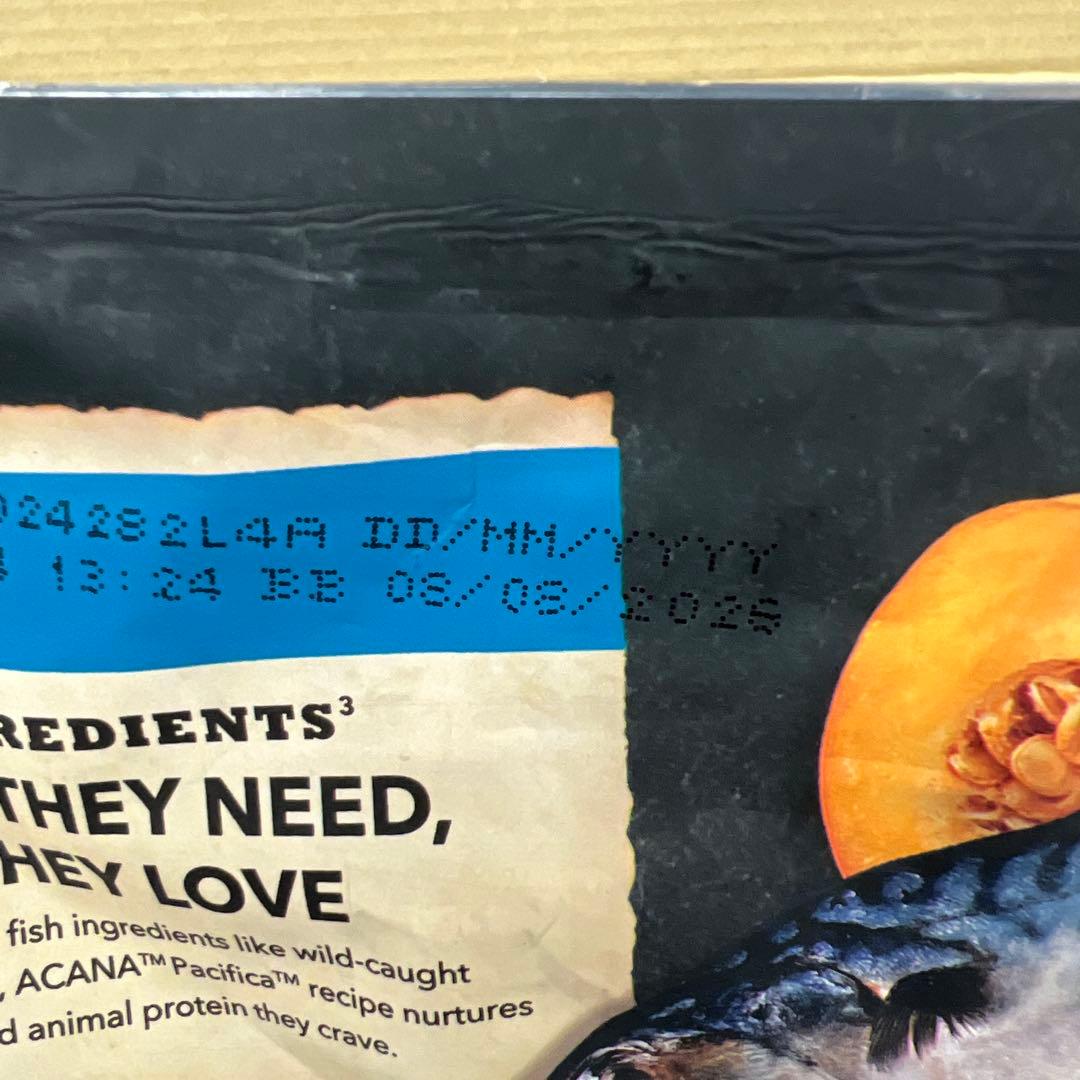 024282L4A DD/MM/YYYY
13:24 BB 08/08/202
REDIENTS³
THEY NEED,
HEY LOVE
fish ingredients like wild-caught
, ACANA™ Pacifica™ recipe nurtures
d animal protein they crave.